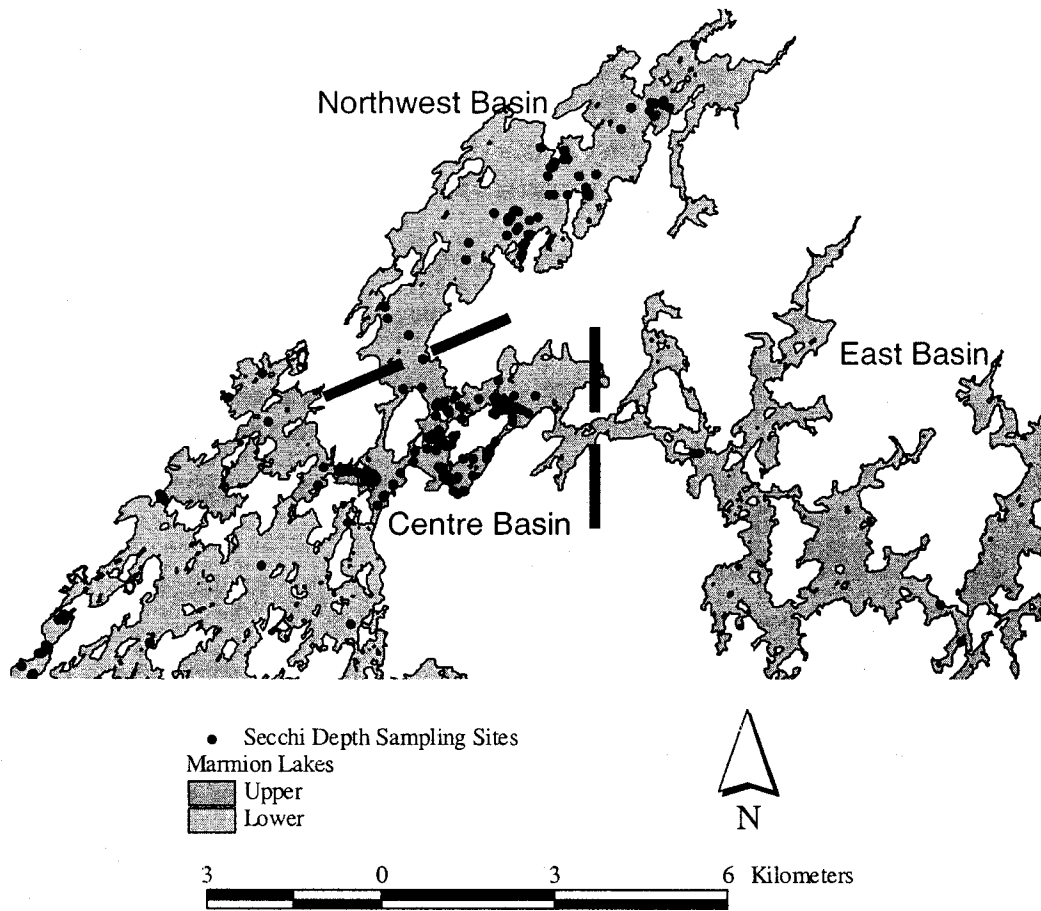 Northwest Basin
East Basin
Centre Basin
Secchi Depth Sampling Sites
Marmion Lakes
Upper
Lower
N
3 0 3 6 Kilometers